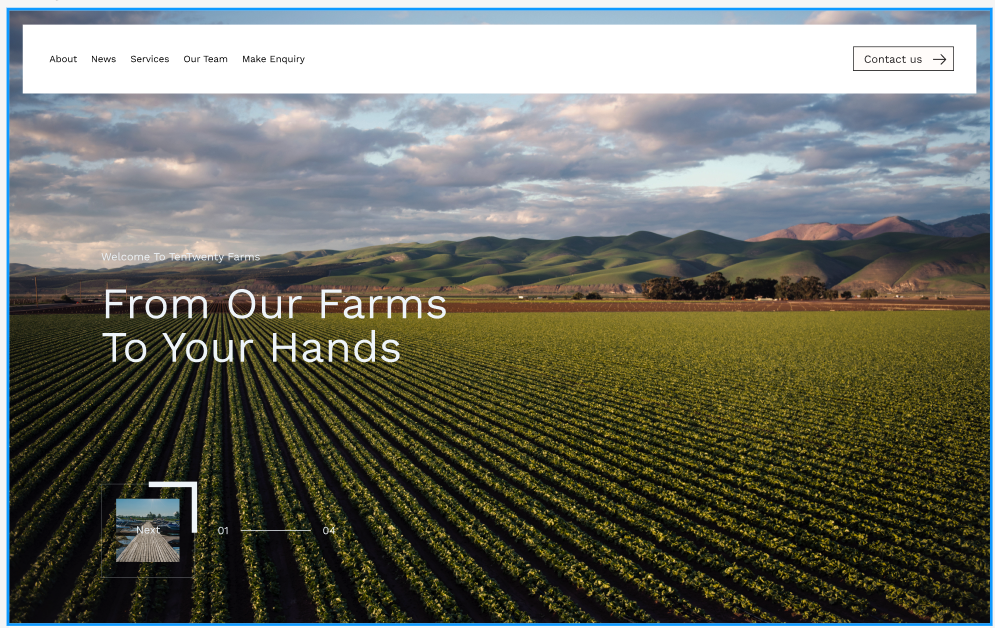 About News Services Our Team Make Enquiry Contact us
Welcome To TenTwenty Farms
From Our Farms
To Your Hands
Next 01 04